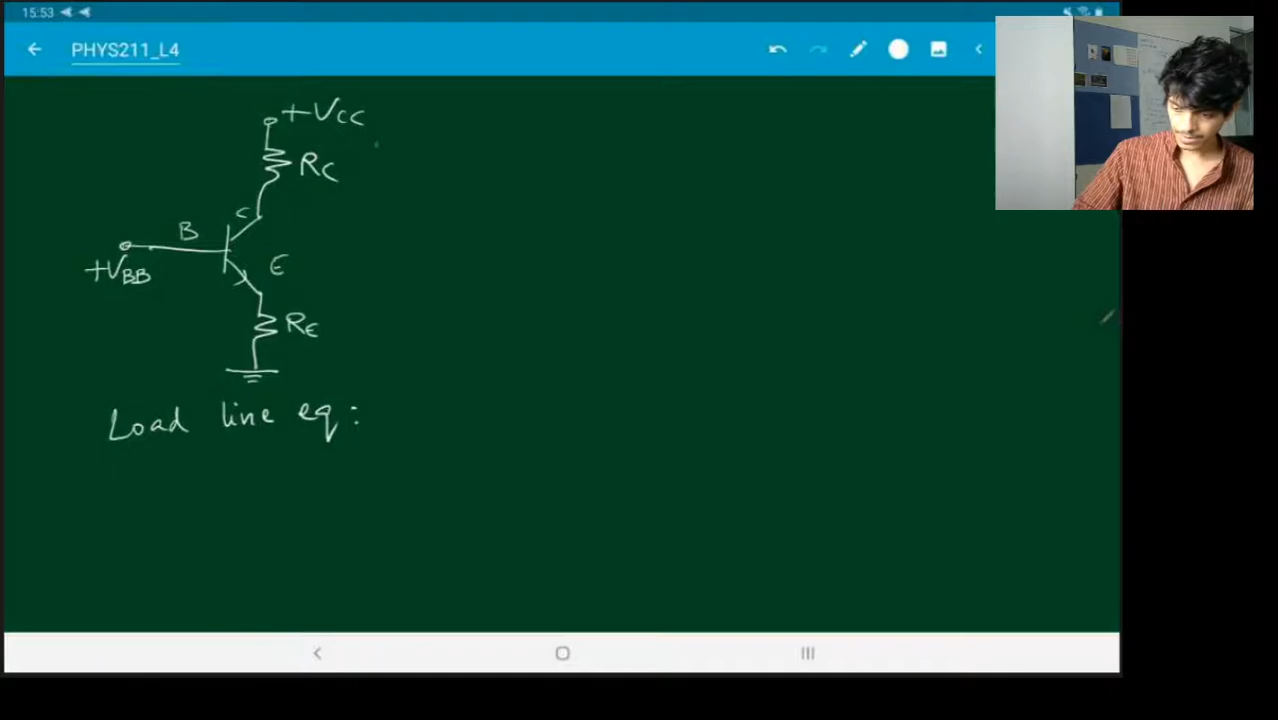 15:53
PHYS211_L4
+VCC
RC
C
B
+VBB
E
RE
Load line eq: